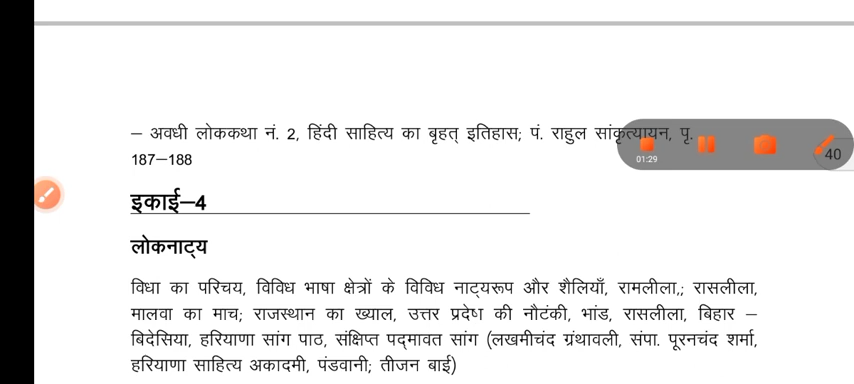 – अवधी लोककथा नं. 2, हिंदी साहित्य का बृहत् इतिहास; पं. राहुल सांकृत्यायन, पृ.
187–188
01:29
40
इकाई–4
लोकनाट्य
विधा का परिचय, विविध भाषा क्षेत्रों के विविध नाट्यरूप और शैलियाँ, रामलीला,; रासलीला,
मालवा का माच; राजस्थान का ख्याल, उत्तर प्रदेष की नौटंकी, भांड, रासलीला, बिहार –
बिदेसिया, हरियाणा सांग पाठ, संक्षिप्त पद्मावत सांग (लखमीचंद ग्रंथावली, संपा. पूरनचंद शर्मा,
हरियाणा साहित्य अकादमी, पंडवानी; तीजन बाई)